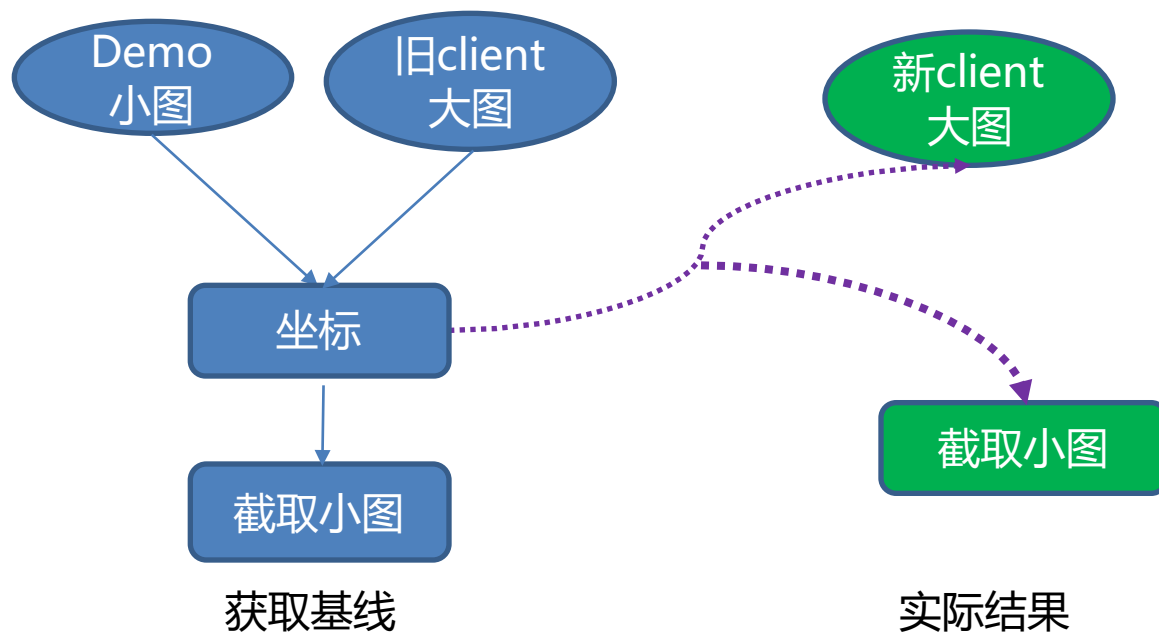 Demo
小图
旧client
大图
新client
大图
坐标
截取小图
截取小图
获取基线
实际结果